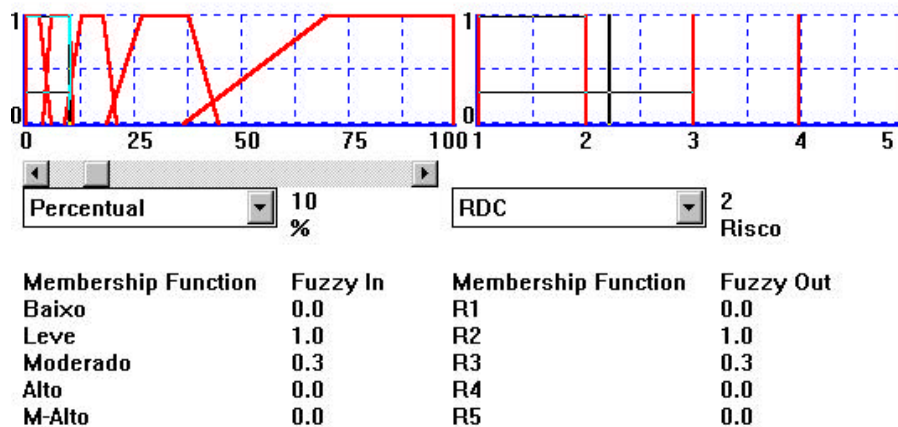 1 1
0 0
0 25 50 75 100 1 2 3 4 5
Percentual 10 RDC 2
% Risco
Membership Function Fuzzy In Membership Function Fuzzy Out
Baixo 0.0 R1 0.0
Leve 1.0 R2 1.0
Moderado 0.3 R3 0.3
Alto 0.0 R4 0.0
M-Alto 0.0 R5 0.0